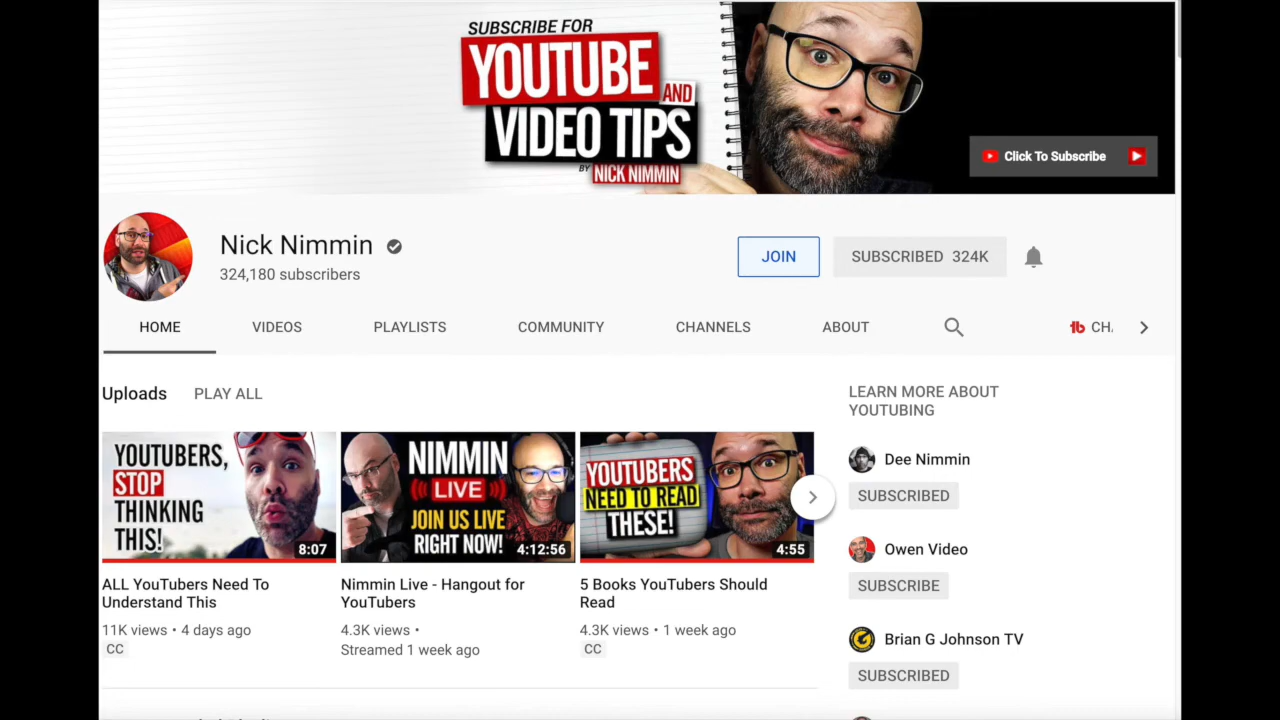 SUBSCRIBE FOR
YOUTUBE
AND
VIDEO TIPS
BY NICK NIMMIN
Click To Subscribe
Nick Nimmin
324,180 subscribers
JOIN
SUBSCRIBED 324K
HOME
VIDEOS
PLAYLISTS
COMMUNITY
CHANNELS
ABOUT
CH
Uploads
PLAY ALL
YOUTUBERS,
STOP
THINKING
THIS!
8:07
ALL YouTubers Need To
Understand This
11K views • 4 days ago
CC
NIMMIN
LIVE
JOIN US LIVE
RIGHT NOW!
4:12:56
Nimmin Live - Hangout for
YouTubers
4.3K views •
Streamed 1 week ago
YOUTUBERS
NEED TO READ
THESE!
4:55
5 Books YouTubers Should
Read
4.3K views • 1 week ago
CC
LEARN MORE ABOUT
YOUTUBING
Dee Nimmin
SUBSCRIBED
Owen Video
SUBSCRIBE
Brian G Johnson TV
SUBSCRIBED